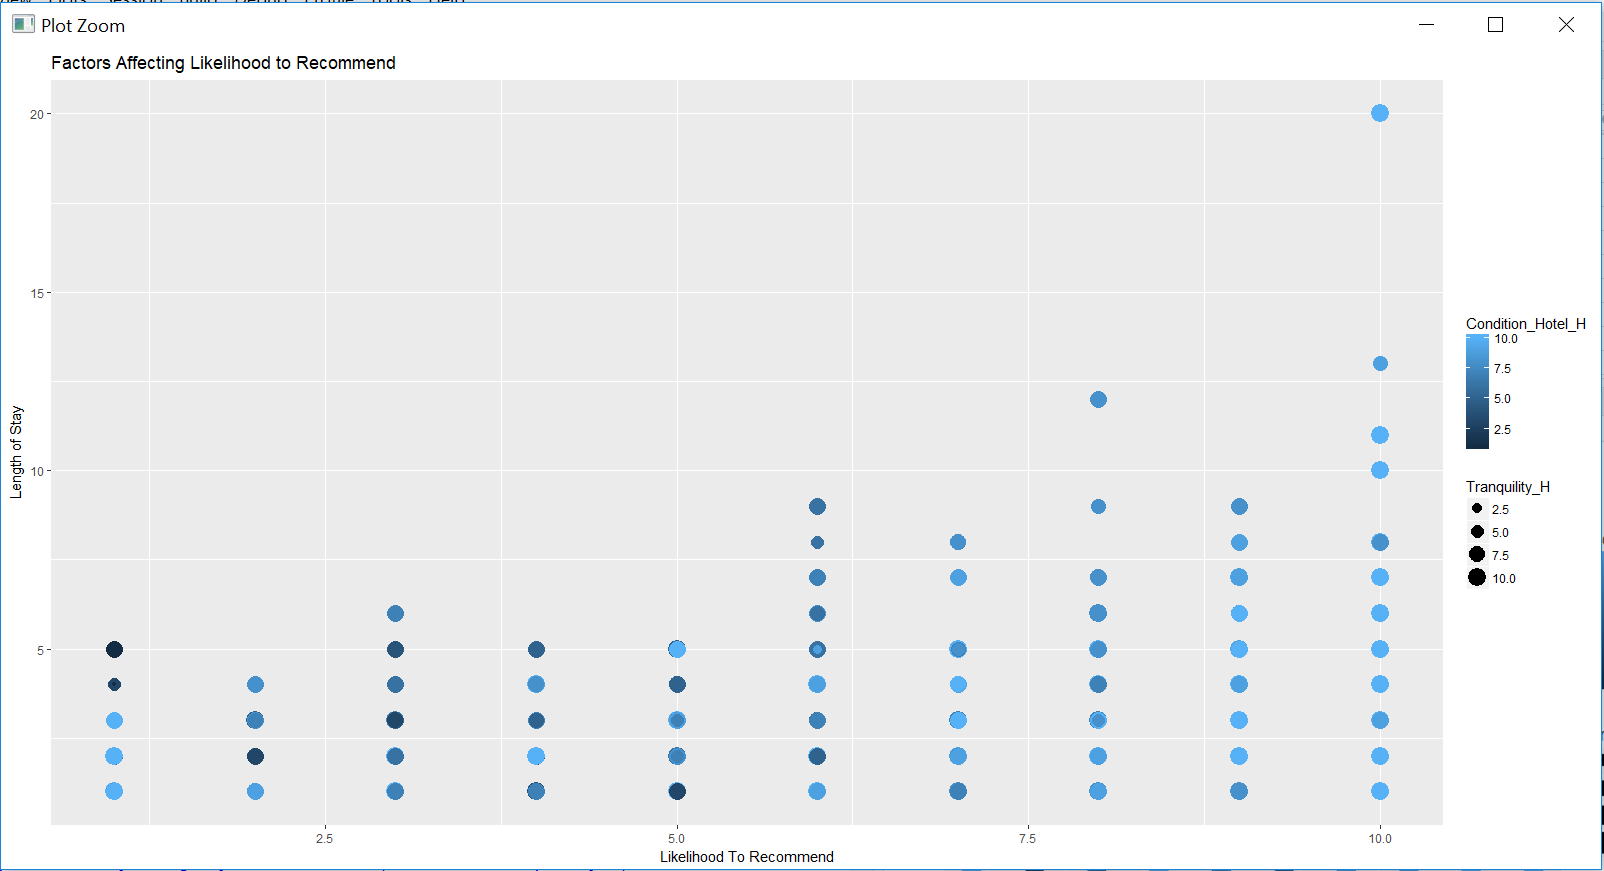 Plot Zoom
Factors Affecting Likelihood to Recommend
20
15
10
5
Length of Stay
2.5
5.0
7.5
10.0
Likelihood To Recommend
Condition_Hotel_H
10.0
7.5
5.0
2.5
Tranquility_H
2.5
5.0
7.5
10.0